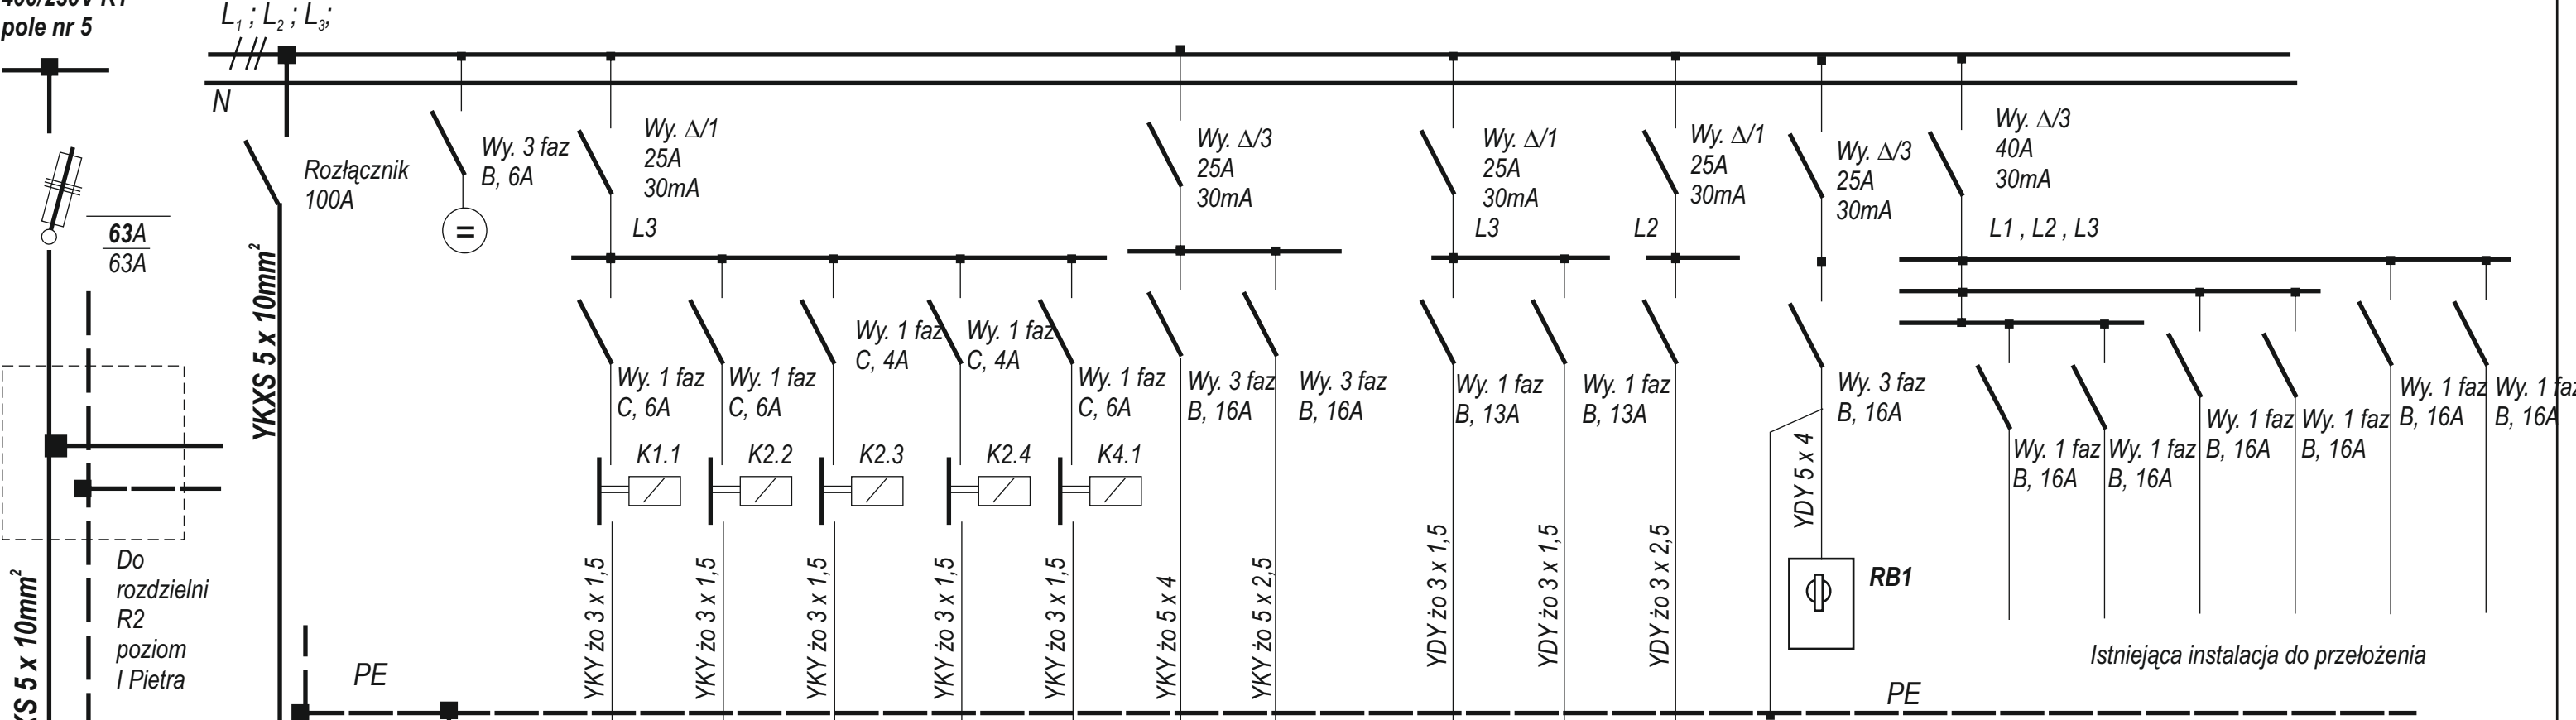 pole nr 5
L1 ; L2 ; L3;
N
Rozłącznik
100A
63A
63A
YKXS 5 x 10mm²
Wy. 3 faz
B, 6A
=
Wy. Δ/1
25A
30mA
L3
Wy. Δ/3
25A
30mA
Wy. Δ/1
25A
30mA
L3
Wy. Δ/1
25A
30mA
L2
Wy. Δ/3
25A
30mA
Wy. Δ/3
40A
30mA
L1 , L2 , L3
Wy. 1 faz
C, 6A
Wy. 1 faz
C, 6A
Wy. 1 faz
C, 4A
Wy. 1 faz
C, 4A
Wy. 1 faz
C, 6A
Wy. 3 faz
B, 16A
Wy. 3 faz
B, 16A
Wy. 1 faz
B, 13A
Wy. 1 faz
B, 13A
Wy. 3 faz
B, 16A
Wy. 1 faz
B, 16A
Wy. 1 faz
B, 16A
Wy. 1 faz
B, 16A
Wy. 1 faz
B, 16A
Wy. 1 faz
B, 16A
Wy. 1 faz
B, 16A
K1.1
K2.2
K2.3
K2.4
K4.1
YKY żo 3 x 1,5
YKY żo 3 x 1,5
YKY żo 3 x 1,5
YKY żo 3 x 1,5
YKY żo 3 x 1,5
YKY żo 5 x 4
YKY żo 5 x 2,5
YDY żo 3 x 1,5
YDY żo 3 x 1,5
YDY żo 3 x 2,5
YDY 5 x 4
RB1
Istniejąca instalacja do przełożenia
Do
rozdzielni
R2
poziom
I Pietra
XS 5 x 10mm²
PE
PE